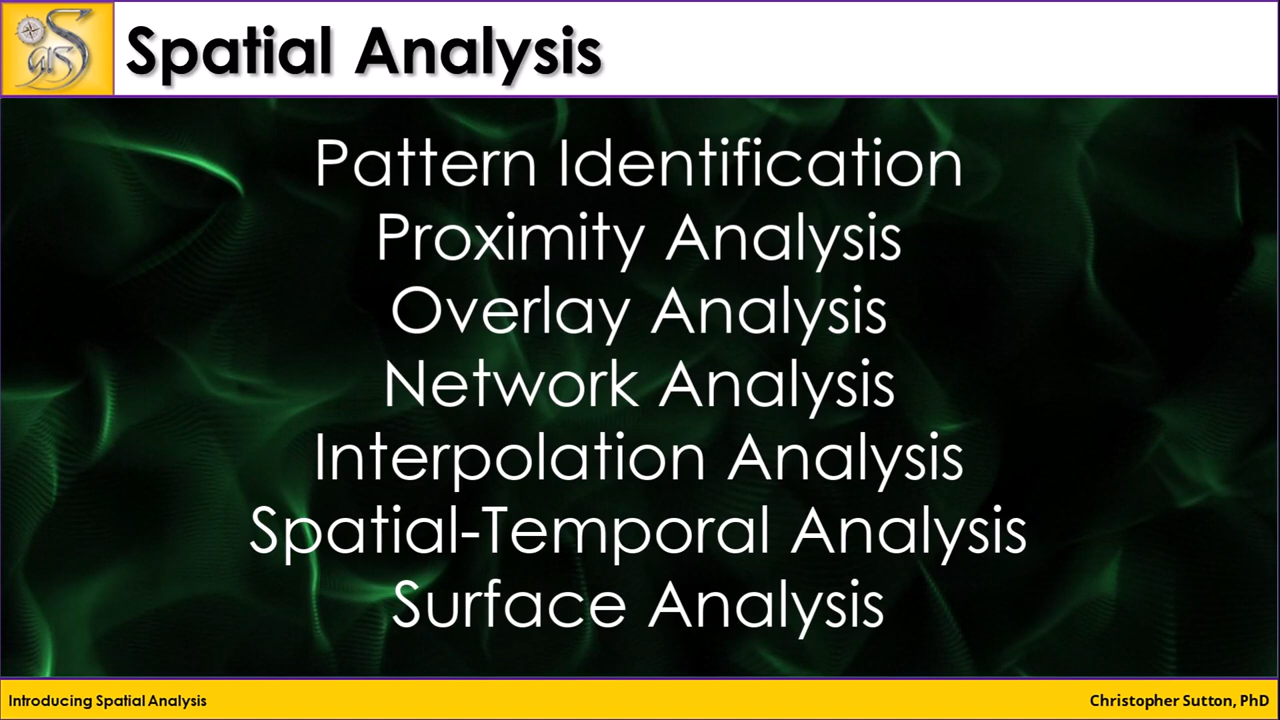 GIS
Spatial Analysis
Pattern Identification
Proximity Analysis
Overlay Analysis
Network Analysis
Interpolation Analysis
Spatial-Temporal Analysis
Surface Analysis
Introducing Spatial Analysis
Christopher Sutton, PhD